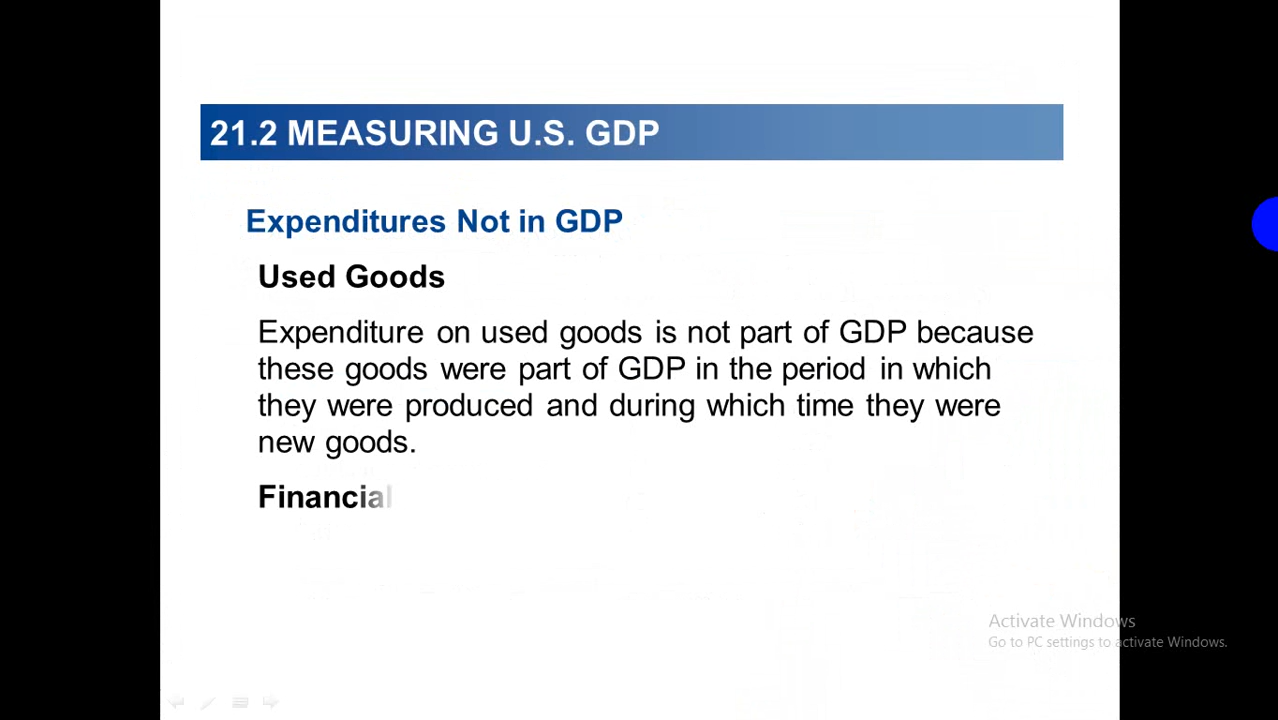 21.2 MEASURING U.S. GDP
Expenditures Not in GDP
Used Goods
Expenditure on used goods is not part of GDP because
these goods were part of GDP in the period in which
they were produced and during which time they were
new goods.
Financial
Activate Windows
Go to PC settings to activate Windows.